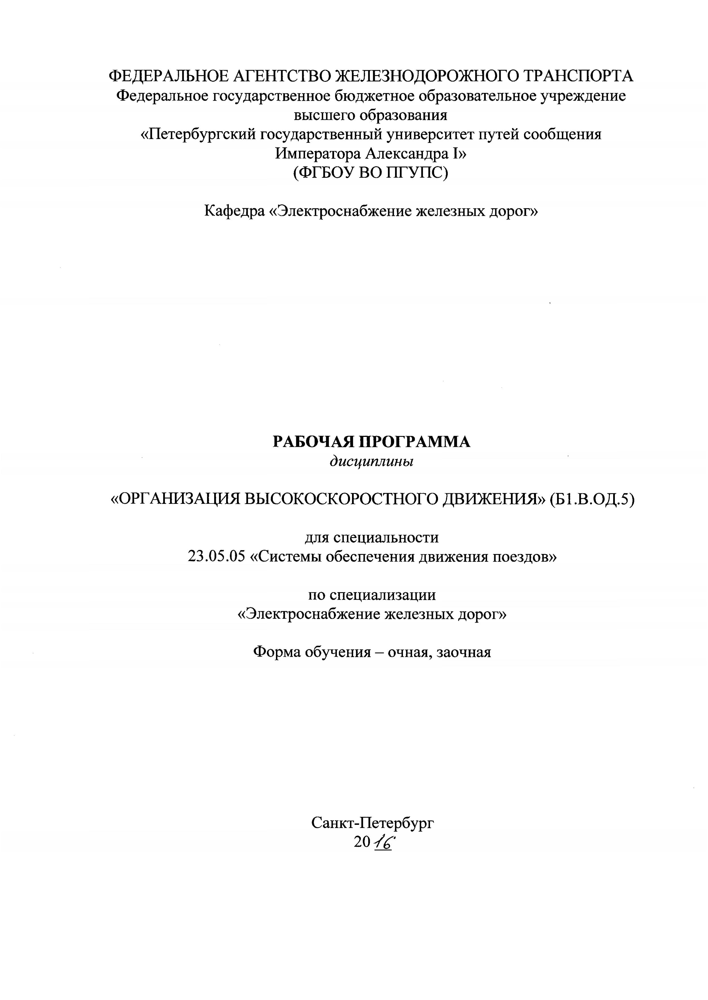 ФЕДЕРАЛЬНОЕ АГЕНТСТВО ЖЕЛЕЗНОДОРОЖНОГО ТРАНСПОРТА
Федеральное государственное бюджетное образовательное учреждение
высшего образования
«Петербургский государственный университет путей сообщения
Императора Александра I»
(ФГБОУ ВО ПГУПС)
Кафедра «Электроснабжение железных дорог»
РАБОЧАЯ ПРОГРАММА
дисциплины
«ОРГАНИЗАЦИЯ ВЫСОКОСКОРОСТНОГО ДВИЖЕНИЯ» (Б1.В.ОД.5)
для специальности
23.05.05 «Системы обеспечения движения поездов»
по специализации
«Электроснабжение железных дорог»
Форма обучения – очная, заочная
Санкт-Петербург
2016